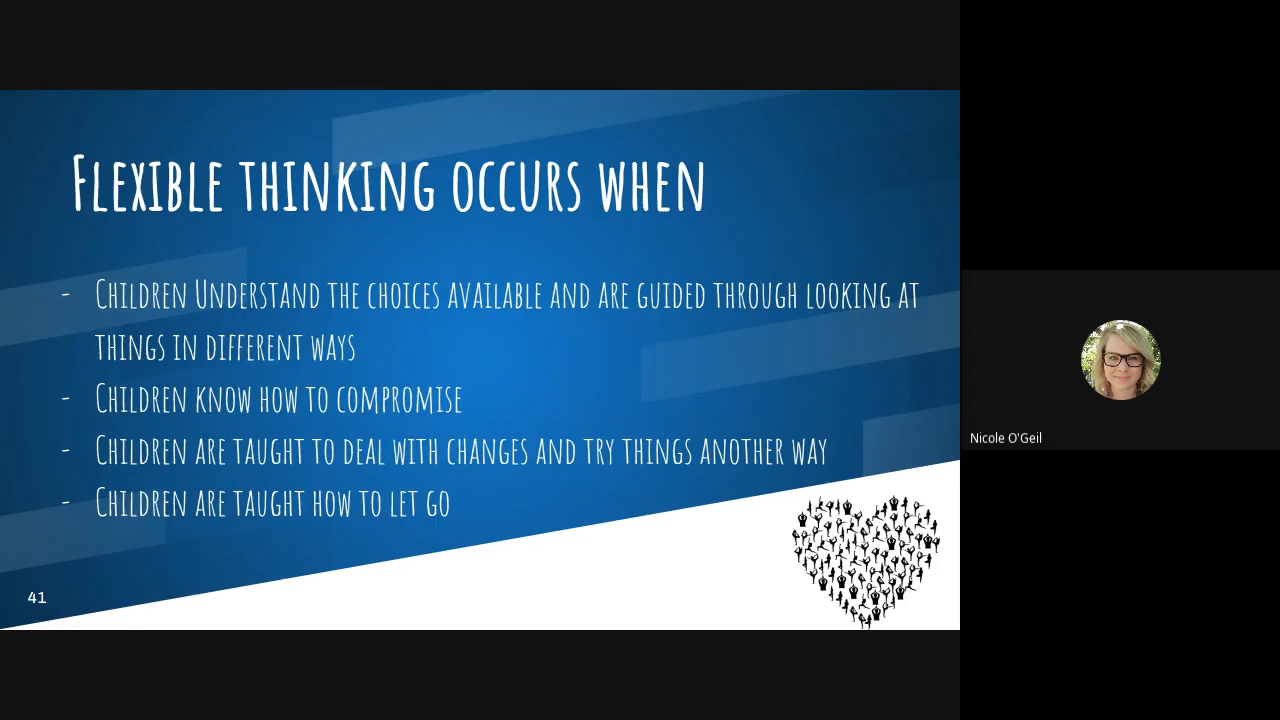 Flexible thinking occurs when
- Children Understand the choices available and are guided through looking at
things in different ways
- Children know how to compromise
- Children are taught to deal with changes and try things another way
- Children are taught how to let go
41
Nicole O'Geil